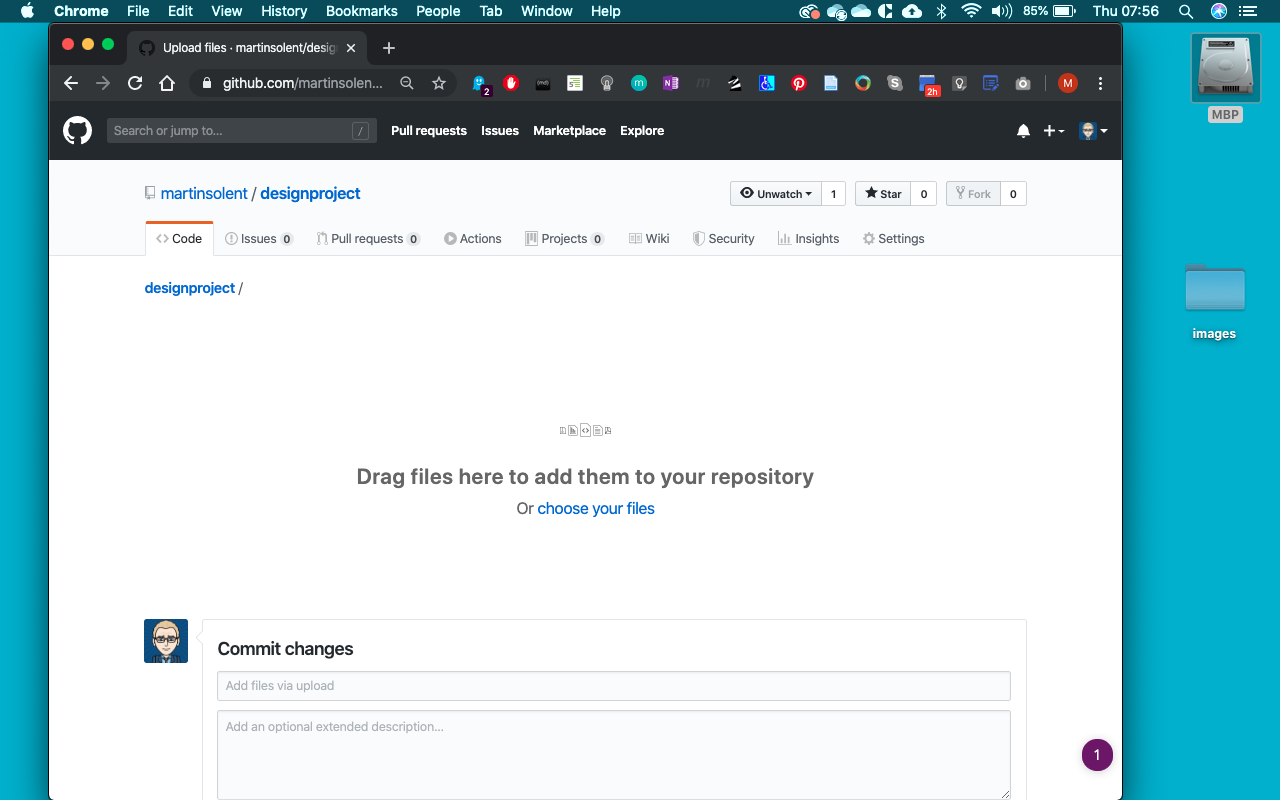 Chrome File Edit View History Bookmarks People Tab Window Help 85% Thu 07:56
Upload files · martinsolent/desig
github.com/martinsolen... 2 2h M
MBP
Search or jump to... / Pull requests Issues Marketplace Explore
martinsolent / designproject Unwatch 1 Star 0 Fork 0
Code Issues 0 Pull requests 0 Actions Projects 0 Wiki Security Insights Settings
designproject /
images
Drag files here to add them to your repository
Or choose your files
Commit changes
Add files via upload
Add an optional extended description...
1